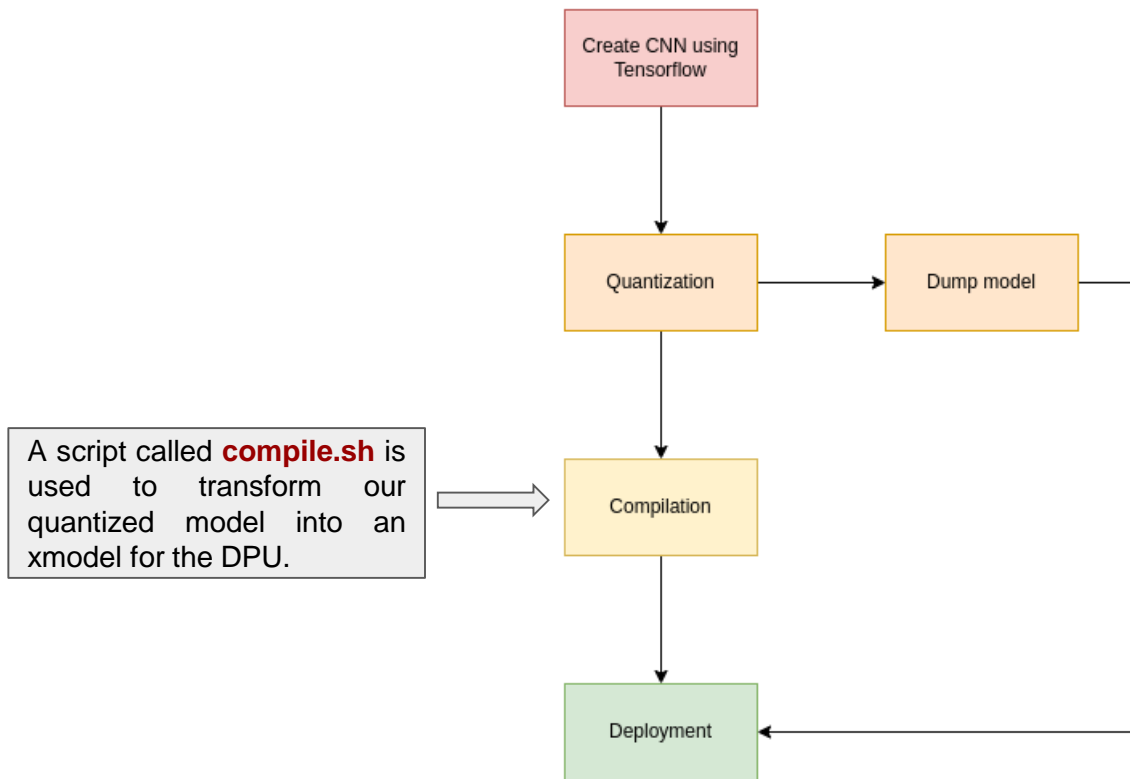 Create CNN using
Tensorflow
Quantization
Dump model
A script called compile.sh is
used to transform our
quantized model into an
xmodel for the DPU.
Compilation
Deployment